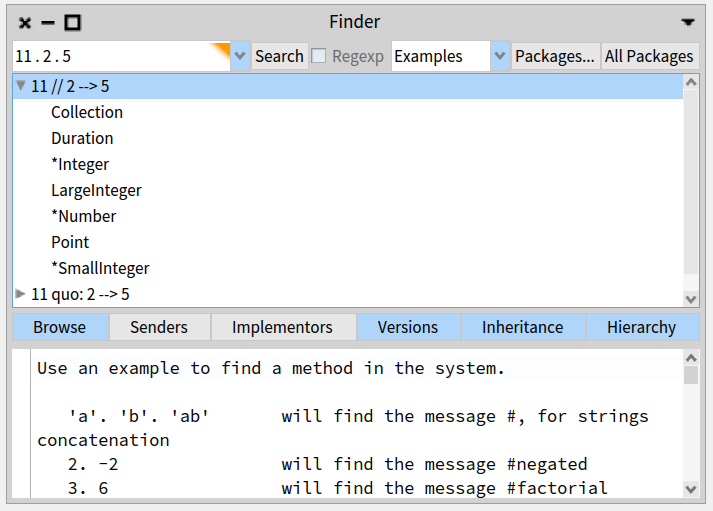 Finder
11 . 2 . 5 Search Regexp Examples Packages... All Packages
11 // 2 --> 5
Collection
Duration
*Integer
LargeInteger
*Number
Point
*SmallInteger
11 quo: 2 --> 5
Browse Senders Implementors Versions Inheritance Hierarchy
Use an example to find a method in the system.
'a'. 'b'. 'ab' will find the message #, for strings
concatenation
2. -2 will find the message #negated
3. 6 will find the message #factorial